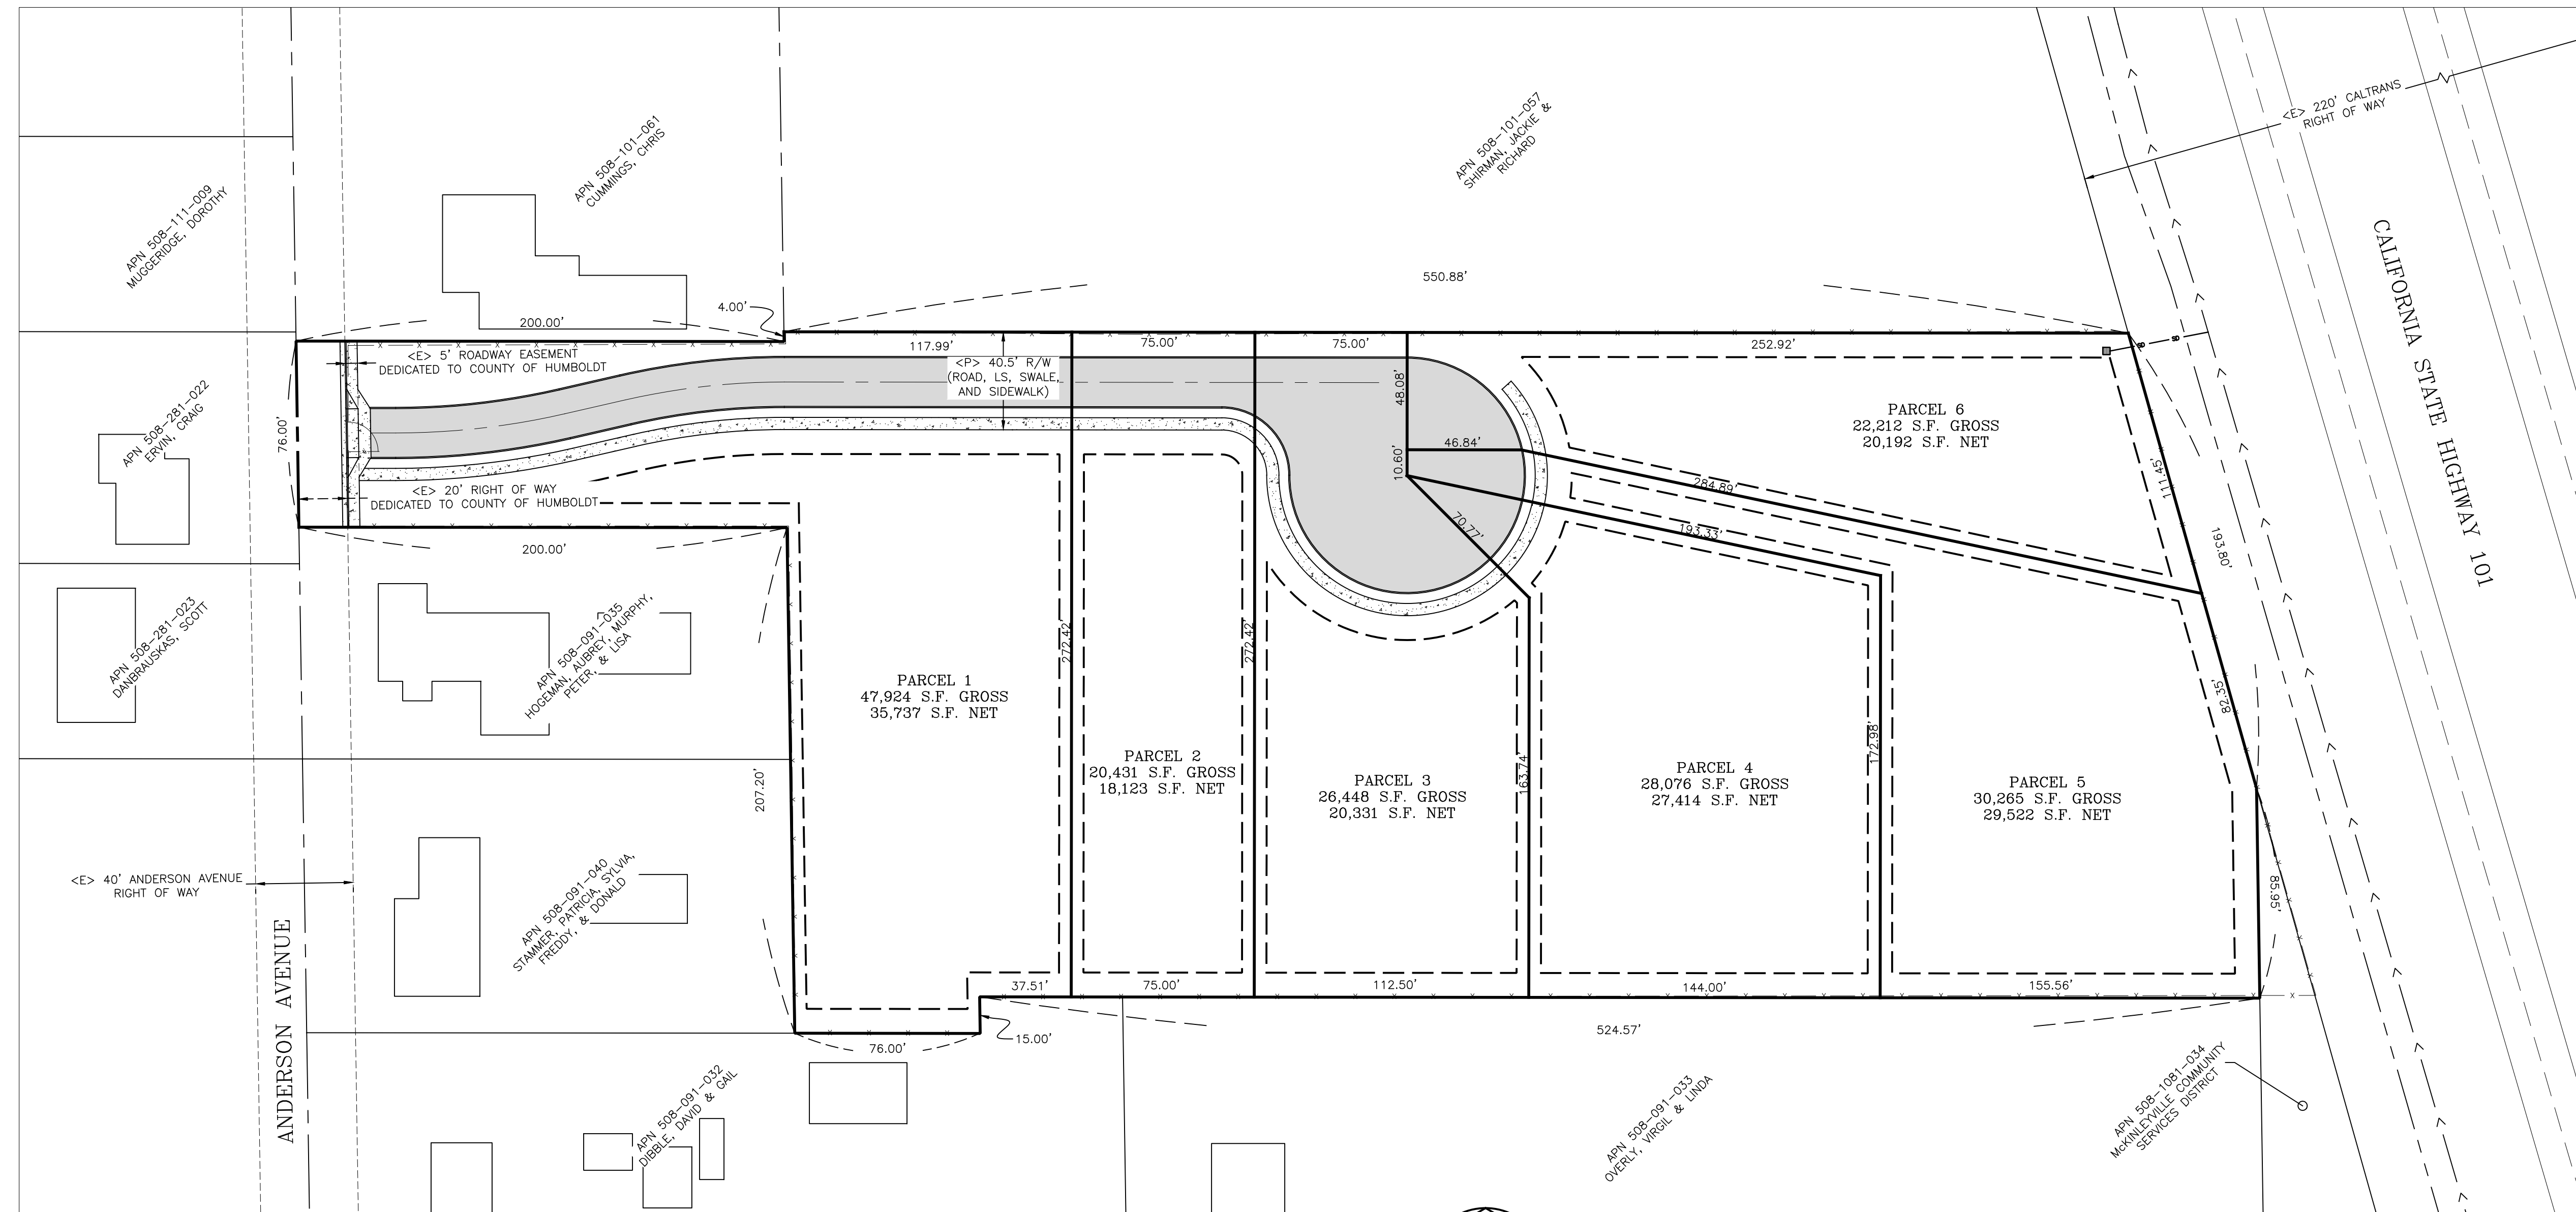 APN 508-111-009
MUGGERIDGE, DOROTHY
APN 508-101-061
CUMMINGS, CHRIS
APN 508-101-057
SHIRMAN, JACKIE &
RICHARD
<E> 220' CALTRANS
RIGHT OF WAY
CALIFORNIA STATE HIGHWAY 101
550.88'
4.00'
200.00'
<E> 5' ROADWAY EASEMENT
DEDICATED TO COUNTY OF HUMBOLDT
117.99'
75.00'
75.00'
252.92'
<P> 40.5' R/W
(ROAD, LS, SWALE,
AND SIDEWALK)
48.08'
46.84'
10.60'
70.77'
284.89'
193.33'
PARCEL 6
22,212 S.F. GROSS
20,192 S.F. NET
111.45'
193.80'
82.35'
85.95'
APN 508-281-022
ERVIN, CRAIG
76.00'
<E> 20' RIGHT OF WAY
DEDICATED TO COUNTY OF HUMBOLDT
200.00'
APN 508-281-023
DANBRAUSKAS, SCOTT
APN 508-091-035
HOGEMAN, AUBREY, MURPHY,
PETER, & LISA
272.42'
272.42'
PARCEL 1
47,924 S.F. GROSS
35,737 S.F. NET
PARCEL 2
20,431 S.F. GROSS
18,123 S.F. NET
PARCEL 3
26,448 S.F. GROSS
20,331 S.F. NET
163.74'
PARCEL 4
28,076 S.F. GROSS
27,414 S.F. NET
172.98'
PARCEL 5
30,265 S.F. GROSS
29,522 S.F. NET
207.20'
<E> 40' ANDERSON AVENUE
RIGHT OF WAY
ANDERSON AVENUE
APN 508-091-040
STAMMER, PATRICIA, SYLVIA,
FREDDY, & DONALD
37.51'
75.00'
112.50'
144.00'
155.56'
15.00'
76.00'
524.57'
APN 508-091-032
DIBBLE, DAVID & GAIL
APN 508-091-033
OVERLY, VIRGIL & LINDA
APN 508-1081-034
McKINLEYVILLE COMMUNITY
SERVICES DISTRICT